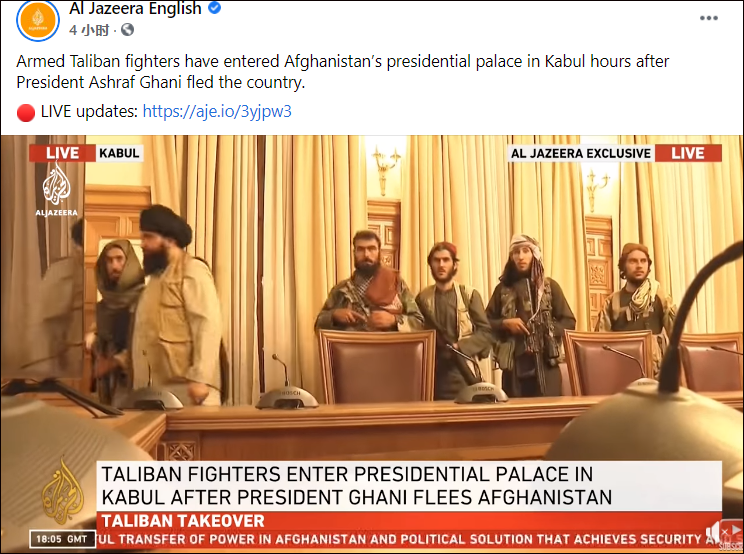 Al Jazeera English
4 小时 ·
Armed Taliban fighters have entered Afghanistan's presidential palace in Kabul hours after
President Ashraf Ghani fled the country.
LIVE updates: https://aje.io/3yjpw3
LIVE KABUL
AL JAZEERA EXCLUSIVE LIVE
ALJAZEERA
BOSCH
TALIBAN FIGHTERS ENTER PRESIDENTIAL PALACE IN
KABUL AFTER PRESIDENT GHANI FLEES AFGHANISTAN
TALIBAN TAKEOVER
18:05 GMT
UL TRANSFER OF POWER IN AFGHANISTAN AND POLITICAL SOLUTION THAT ACHIEVES SECURITY A